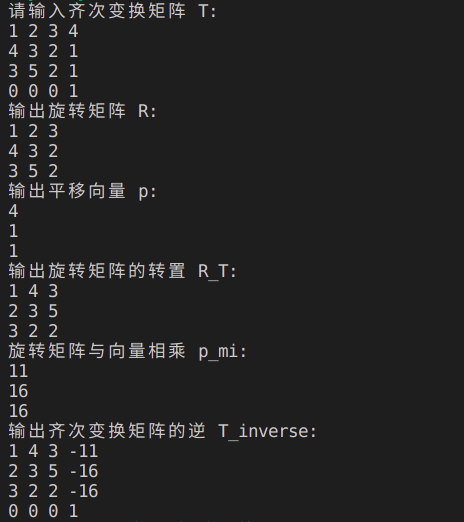 请输入齐次变换矩阵 T:
1 2 3 4
4 3 2 1
3 5 2 1
0 0 0 1
输出旋转矩阵 R:
1 2 3
4 3 2
3 5 2
输出平移向量 p:
4
1
1
输出旋转矩阵的转置 R_T:
1 4 3
2 3 5
3 2 2
旋转矩阵与向量相乘 p_mi:
11
16
16
输出齐次变换矩阵的逆 T_inverse:
1 4 3 -11
2 3 5 -16
3 2 2 -16
0 0 0 1